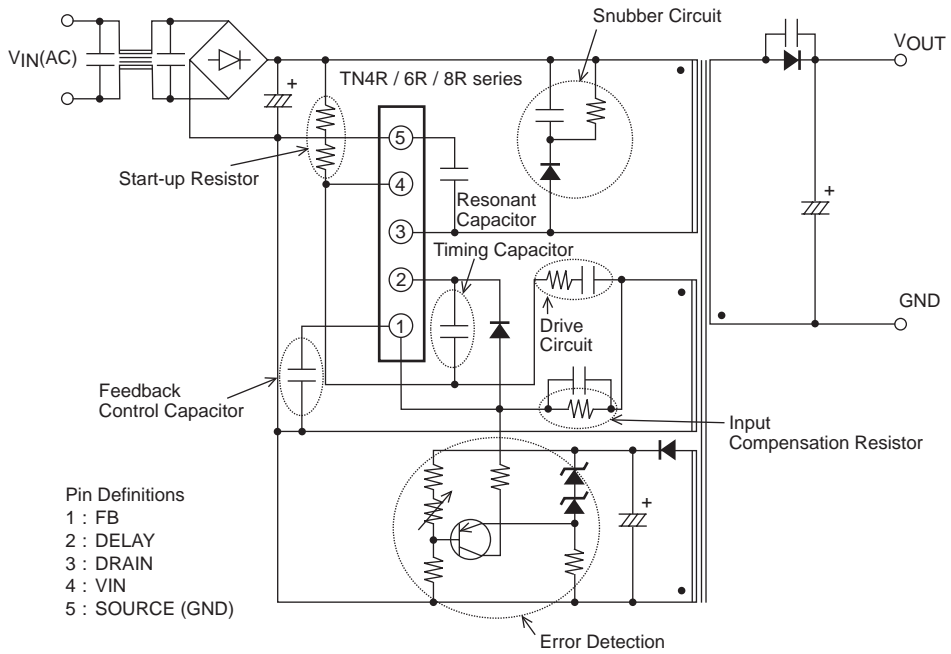 Snubber Circuit
VIN(AC)
VOUT
TN4R / 6R / 8R series
+
5
Start-up Resistor
4
Resonant
Capacitor
+
3
Timing Capacitor
2
GND
1
Drive
Circuit
Feedback
Control Capacitor
Input
Compensation Resistor
+
Pin Definitions
1 : FB
2 : DELAY
3 : DRAIN
4 : VIN
5 : SOURCE (GND)
Error Detection